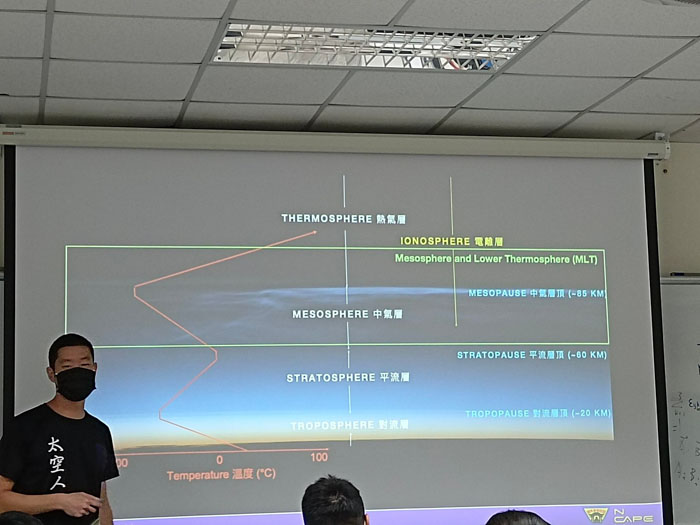 THERMOSPHERE 熱氣層
IONOSPHERE 電離層
Mesosphere and Lower Thermosphere (MLT)
MESOPAUSE 中氣層頂 (~85 KM)
MESOSPHERE 中氣層
STRATOPAUSE 平流層頂 (~60 KM)
STRATOSPHERE 平流層
TROPOPAUSE 對流層頂 (~20 KM)
TROPOSPHERE 對流層
00 0 100
Temperature 溫度 (°C)
太空人
N
CAPE